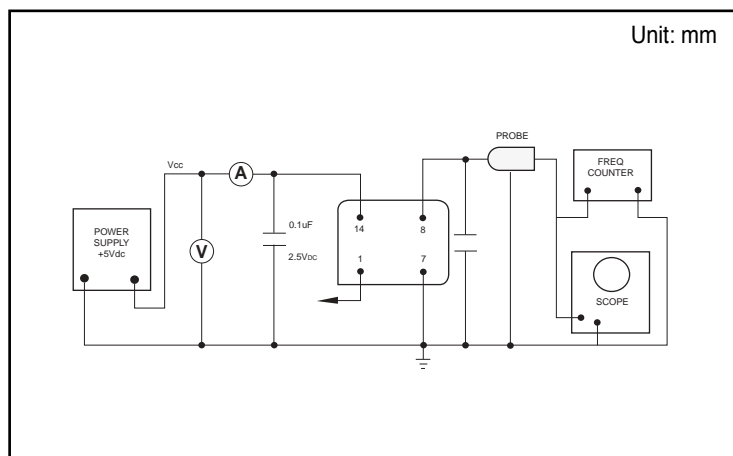 Unit: mm
PROBE
Vcc
A
FREQ
COUNTER
14
8
0.1uF
POWER
SUPPLY
+5Vdc
V
2.5VDC
1
7
SCOPE